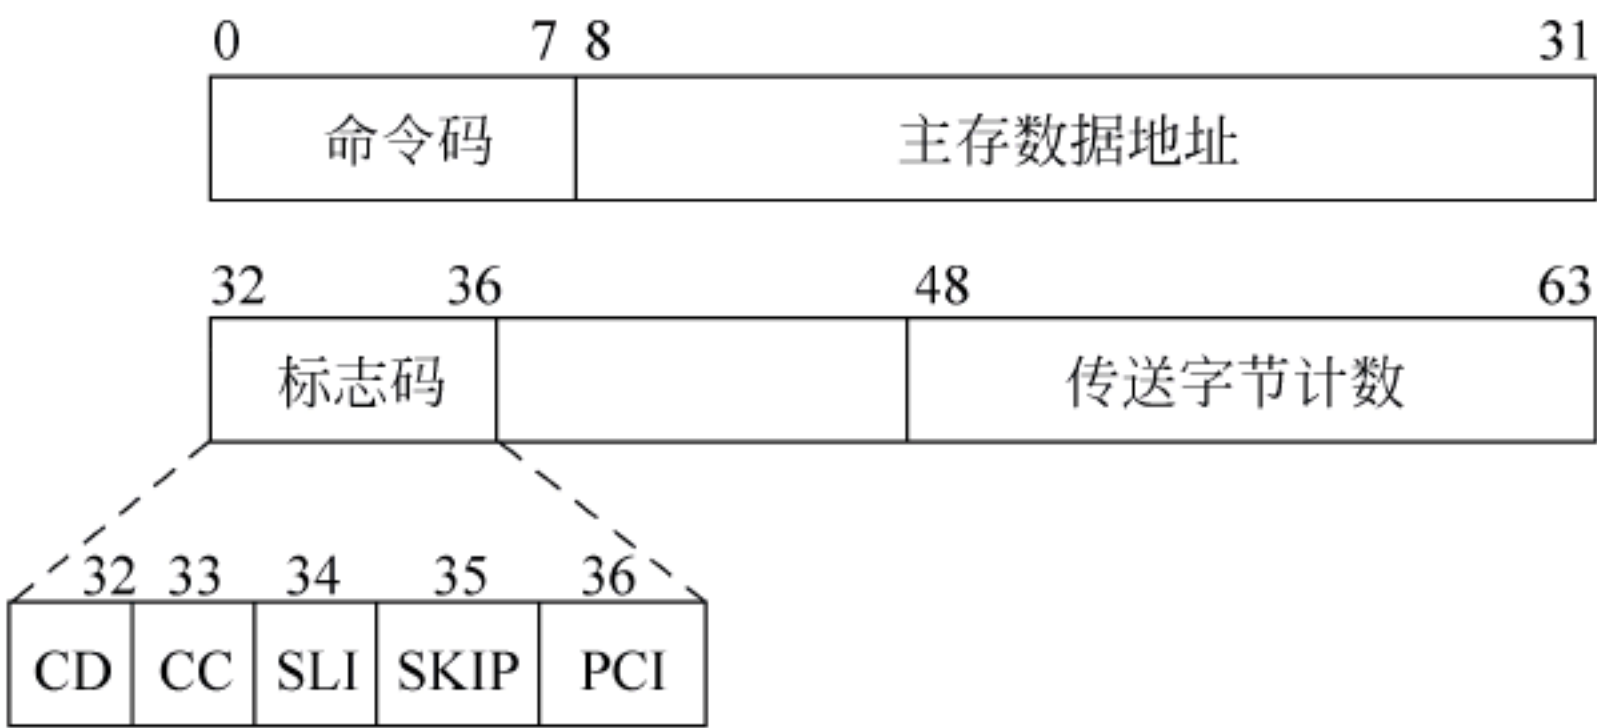 0 7 8 31
命令码 主存数据地址
32 36 48 63
标志码 传送字节计数
32 33 34 35 36
CD CC SLI SKIP PCI